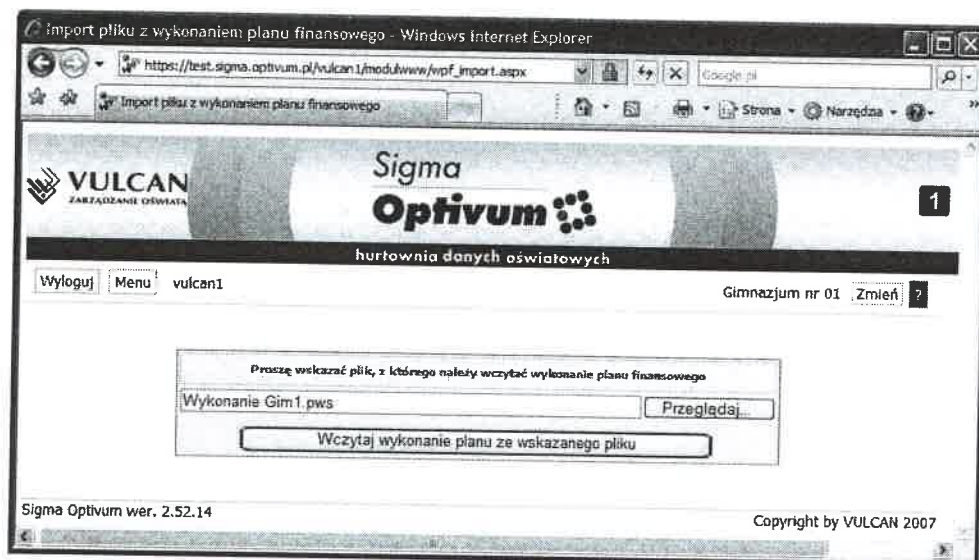 Import pliku z wykonaniem planu finansowego - Windows Internet Explorer
https://test.sigma.optivum.pl/vulcan1/modulwww/wpf_import.aspx
Google.pl
Import pliku z wykonaniem planu finansowego
Strona
Narzędzia
VULCAN
ZARZĄDZANIE OŚWIATĄ
Sigma
Optivum
1
hurtownia danych oświatowych
Wyloguj Menu vulcan1
Gimnazjum nr 01 Zmień ?
Proszę wskazać plik, z którego należy wczytać wykonanie planu finansowego
Wykonanie Gim1.pws Przeglądaj...
Wczytaj wykonanie planu ze wskazanego pliku
Sigma Optivum wer. 2.52.14
Copyright by VULCAN 2007